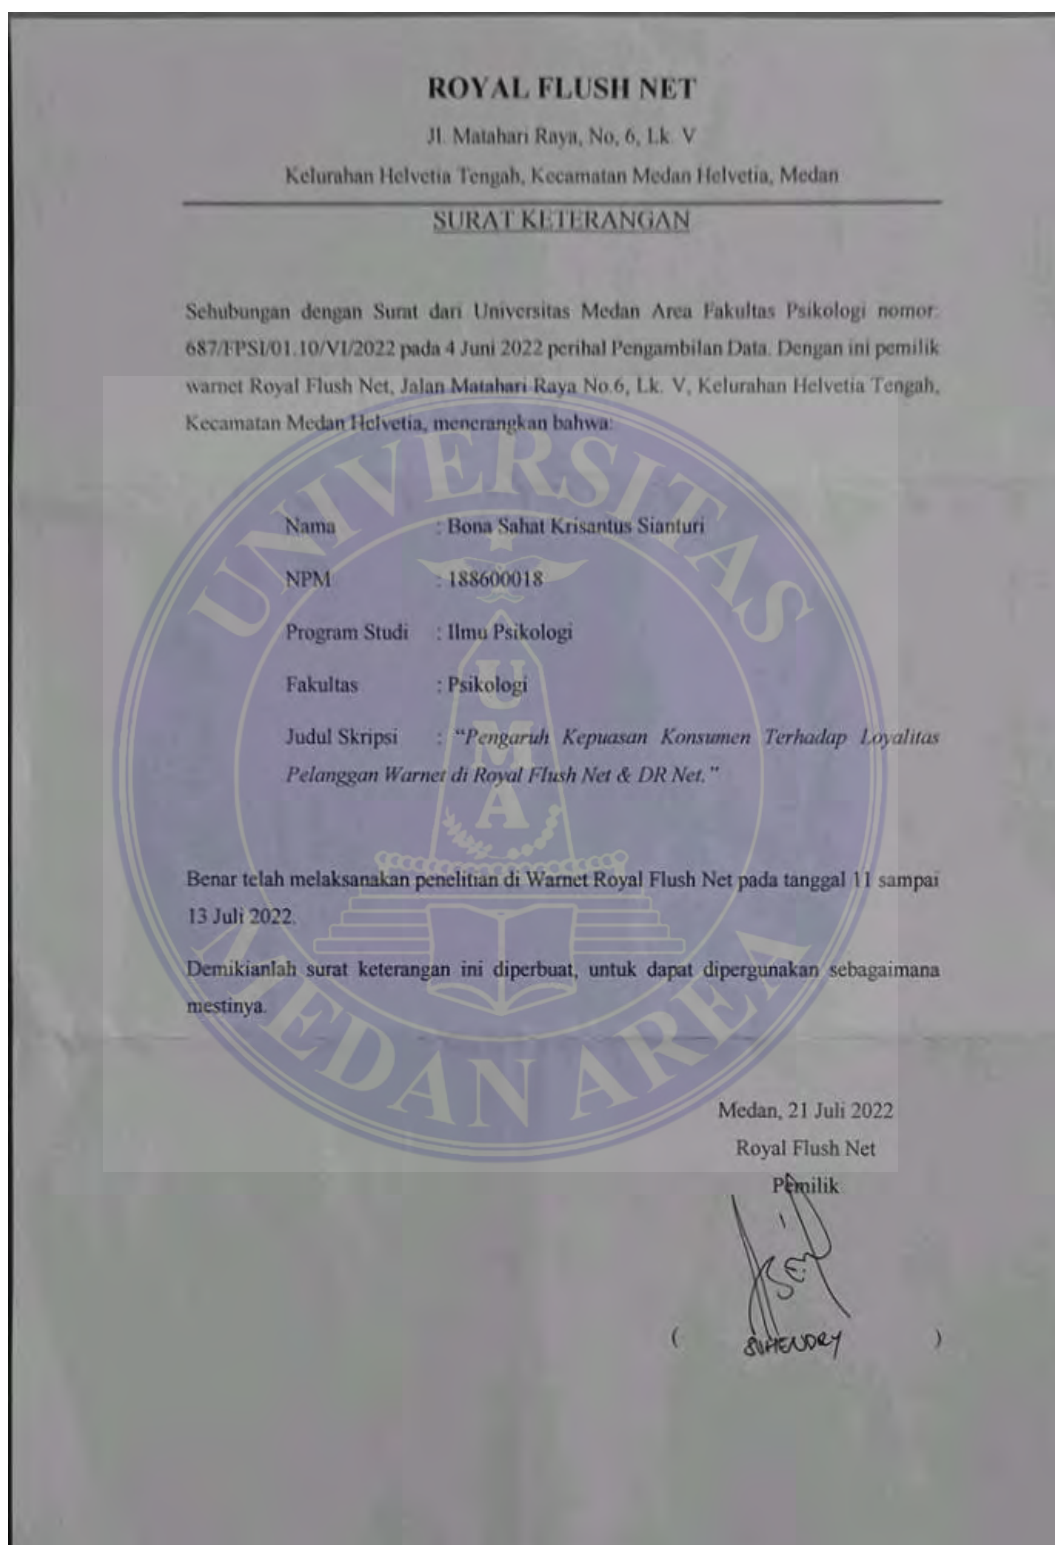 ROYAL FLUSH NET
Jl. Matahari Raya, No, 6, Lk. V
Kelurahan Helvetia Tengah, Kecamatan Medan Helvetia, Medan
SURAT KETERANGAN
Sehubungan dengan Surat dari Universitas Medan Area Fakultas Psikologi nomor:
687/FPSI/01.10/VI/2022 pada 4 Juni 2022 perihal Pengambilan Data. Dengan ini pemilik
warnet Royal Flush Net, Jalan Matahari Raya No.6, Lk. V, Kelurahan Helvetia Tengah,
Kecamatan Medan Helvetia, menerangkan bahwa:
UNIVERSITAS
Nama : Bona Sahat Krisantus Sianturi
NPM : 188600018
Program Studi : Ilmu Psikologi
Fakultas : Psikologi
Judul Skripsi : “Pengaruh Kepuasan Konsumen Terhadap Loyalitas
Pelanggan Warnet di Royal Flush Net & DR Net.”
UMA
Benar telah melaksanakan penelitian di Warnet Royal Flush Net pada tanggal 11 sampai
13 Juli 2022.
Demikianlah surat keterangan ini diperbuat, untuk dapat dipergunakan sebagaimana
mestinya.
MEDAN AREA
Medan, 21 Juli 2022
Royal Flush Net
Pemilik
( SUHENDRY )